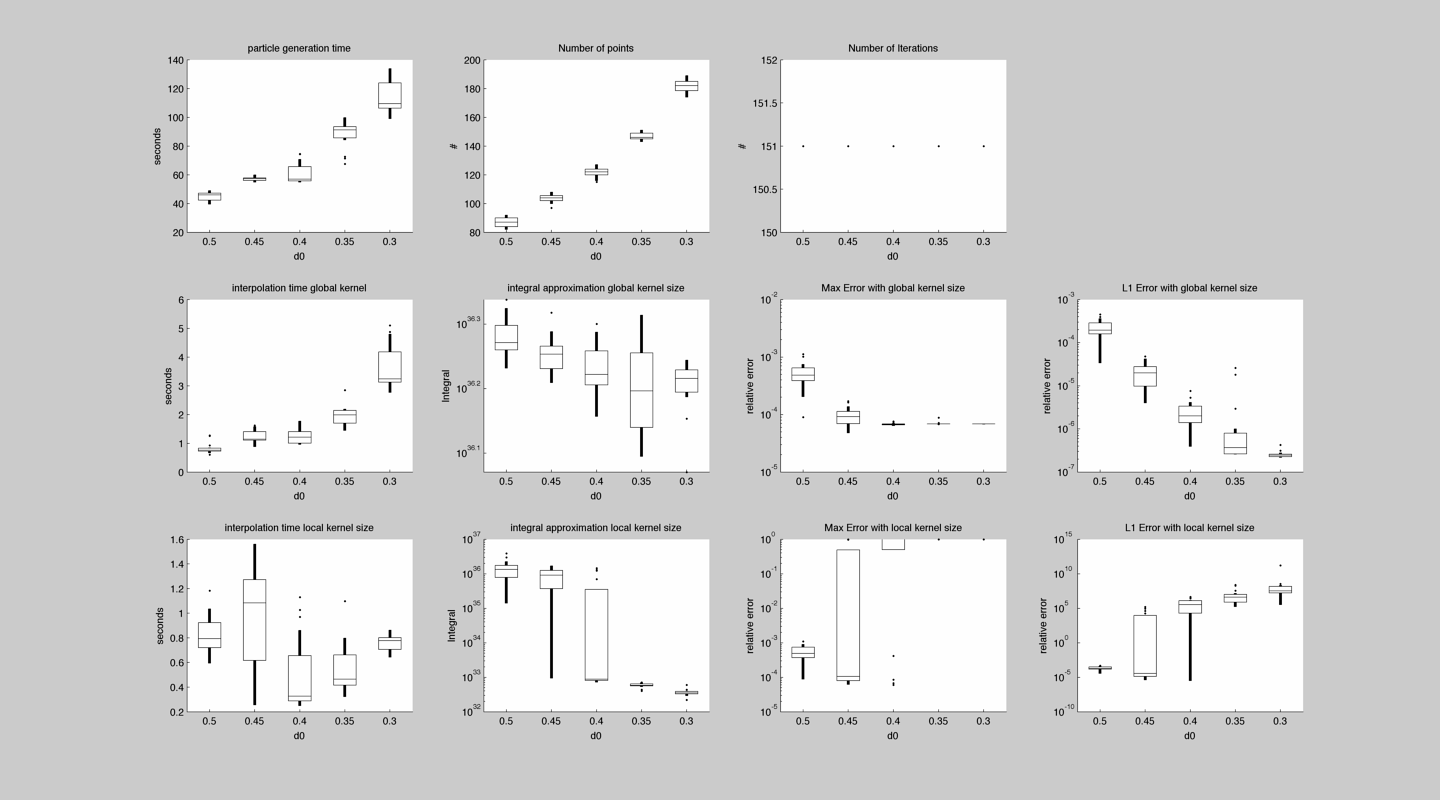 particle generation time
140
120
100
80
60
40
20
seconds
0.5 0.45 0.4 0.35 0.3
d0
Number of points
200
180
160
140
120
100
80
#
0.5 0.45 0.4 0.35 0.3
d0
Number of Iterations
152
151.5
151
150.5
150
#
0.5 0.45 0.4 0.35 0.3
d0
interpolation time global kernel
6
5
4
3
2
1
0
seconds
0.5 0.45 0.4 0.35 0.3
d0
integral approximation global kernel size
10^36.3
10^36.2
10^36.1
Integral
0.5 0.45 0.4 0.35 0.3
d0
Max Error with global kernel size
10^-2
10^-3
10^-4
10^-5
relative error
0.5 0.45 0.4 0.35 0.3
d0
L1 Error with global kernel size
10^-3
10^-4
10^-5
10^-6
10^-7
relative error
0.5 0.45 0.4 0.35 0.3
d0
interpolation time local kernel size
1.6
1.4
1.2
1
0.8
0.6
0.4
0.2
seconds
0.5 0.45 0.4 0.35 0.3
d0
integral approximation local kernel size
10^37
10^36
10^35
10^34
10^33
10^32
Integral
0.5 0.45 0.4 0.35 0.3
d0
Max Error with local kernel size
10^0
10^-1
10^-2
10^-3
10^-4
10^-5
relative error
0.5 0.45 0.4 0.35 0.3
d0
L1 Error with local kernel size
10^15
10^10
10^5
10^0
10^-5
10^-10
relative error
0.5 0.45 0.4 0.35 0.3
d0